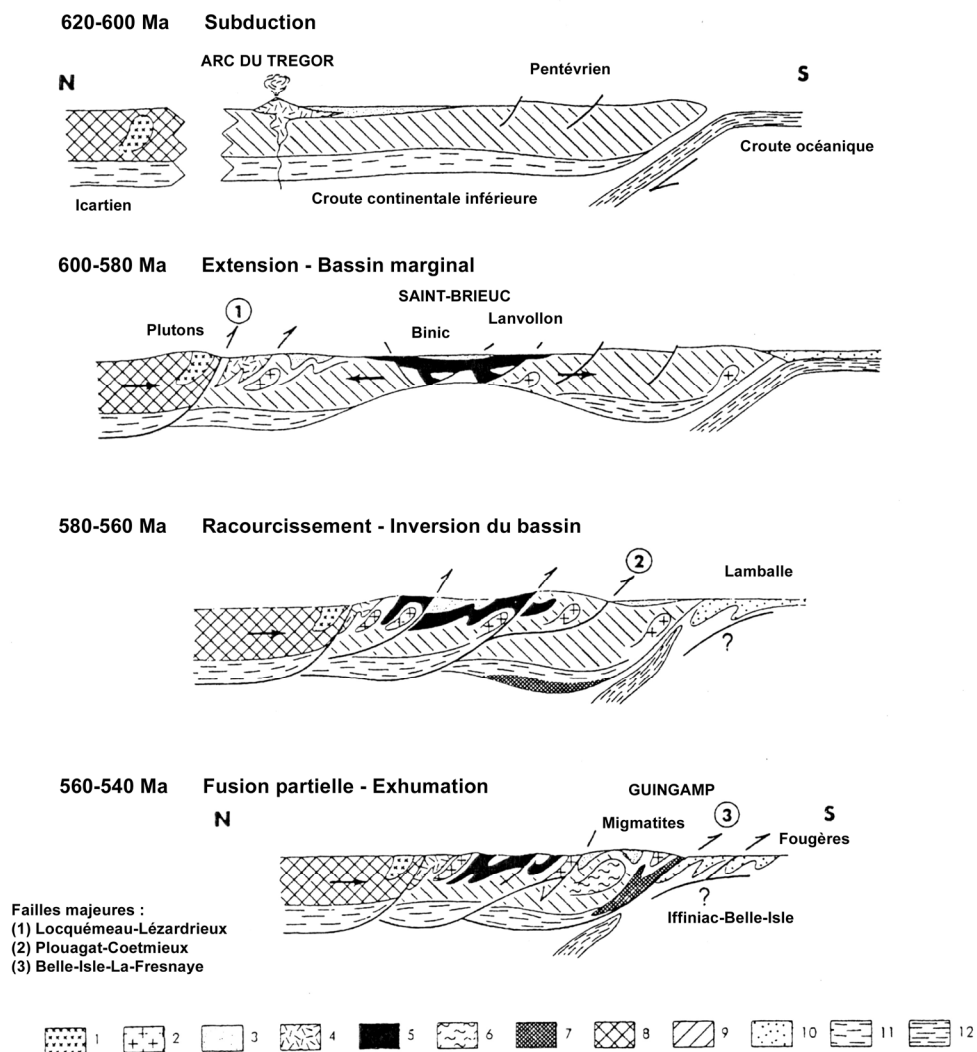 620-600 Ma Subduction
ARC DU TREGOR
N
Pentévrien
S
Croute océanique
Icartien
Croute continentale inférieure
600-580 Ma Extension - Bassin marginal
SAINT-BRIEUC
1
Plutons
Binic
Lanvollon
580-560 Ma Racourcissement - Inversion du bassin
2
Lamballe
?
560-540 Ma Fusion partielle - Exhumation
GUINGAMP
N
Migmatites
3
S
Fougères
?
Iffiniac-Belle-Isle
Failles majeures :
(1) Locquémeau-Lézardrieux
(2) Plouagat-Coetmieux
(3) Belle-Isle-La-Fresnaye
1 2 3 4 5 6 7 8 9 10 11 12